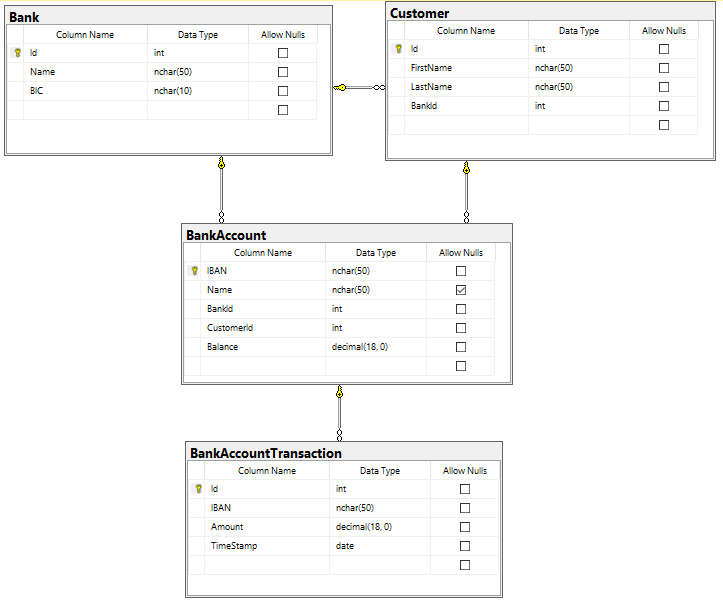 Bank
Column Name Data Type Allow Nulls
Id int
Name nchar(50)
BIC nchar(10)
Customer
Column Name Data Type Allow Nulls
Id int
FirstName nchar(50)
LastName nchar(50)
BankId int
BankAccount
Column Name Data Type Allow Nulls
IBAN nchar(50)
Name nchar(50)
BankId int
CustomerId int
Balance decimal(18, 0)
BankAccountTransaction
Column Name Data Type Allow Nulls
Id int
IBAN nchar(50)
Amount decimal(18, 0)
TimeStamp date